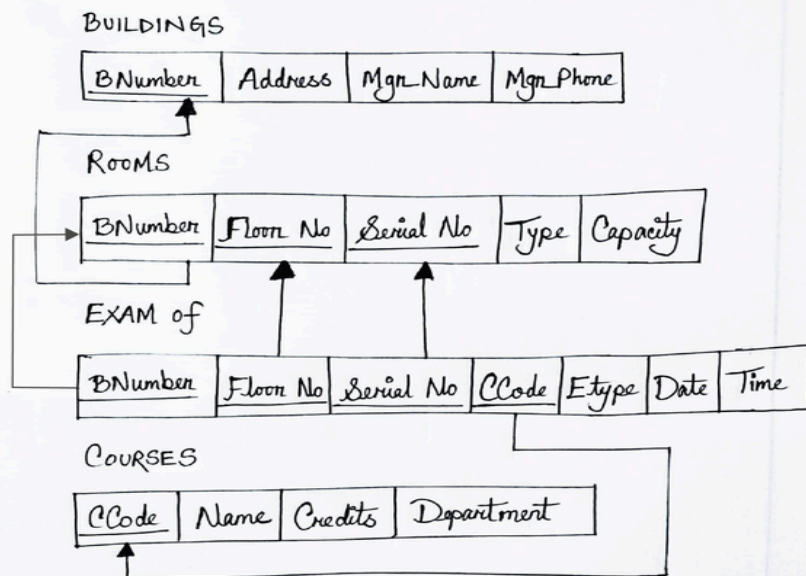 BUILDINGS
BNumber Address Mgr_Name Mgr_Phone
ROOMS
BNumber Floor No Serial No Type Capacity
EXAM of
BNumber Floor No Serial No CCode Etype Date Time
COURSES
CCode Name Credits Department